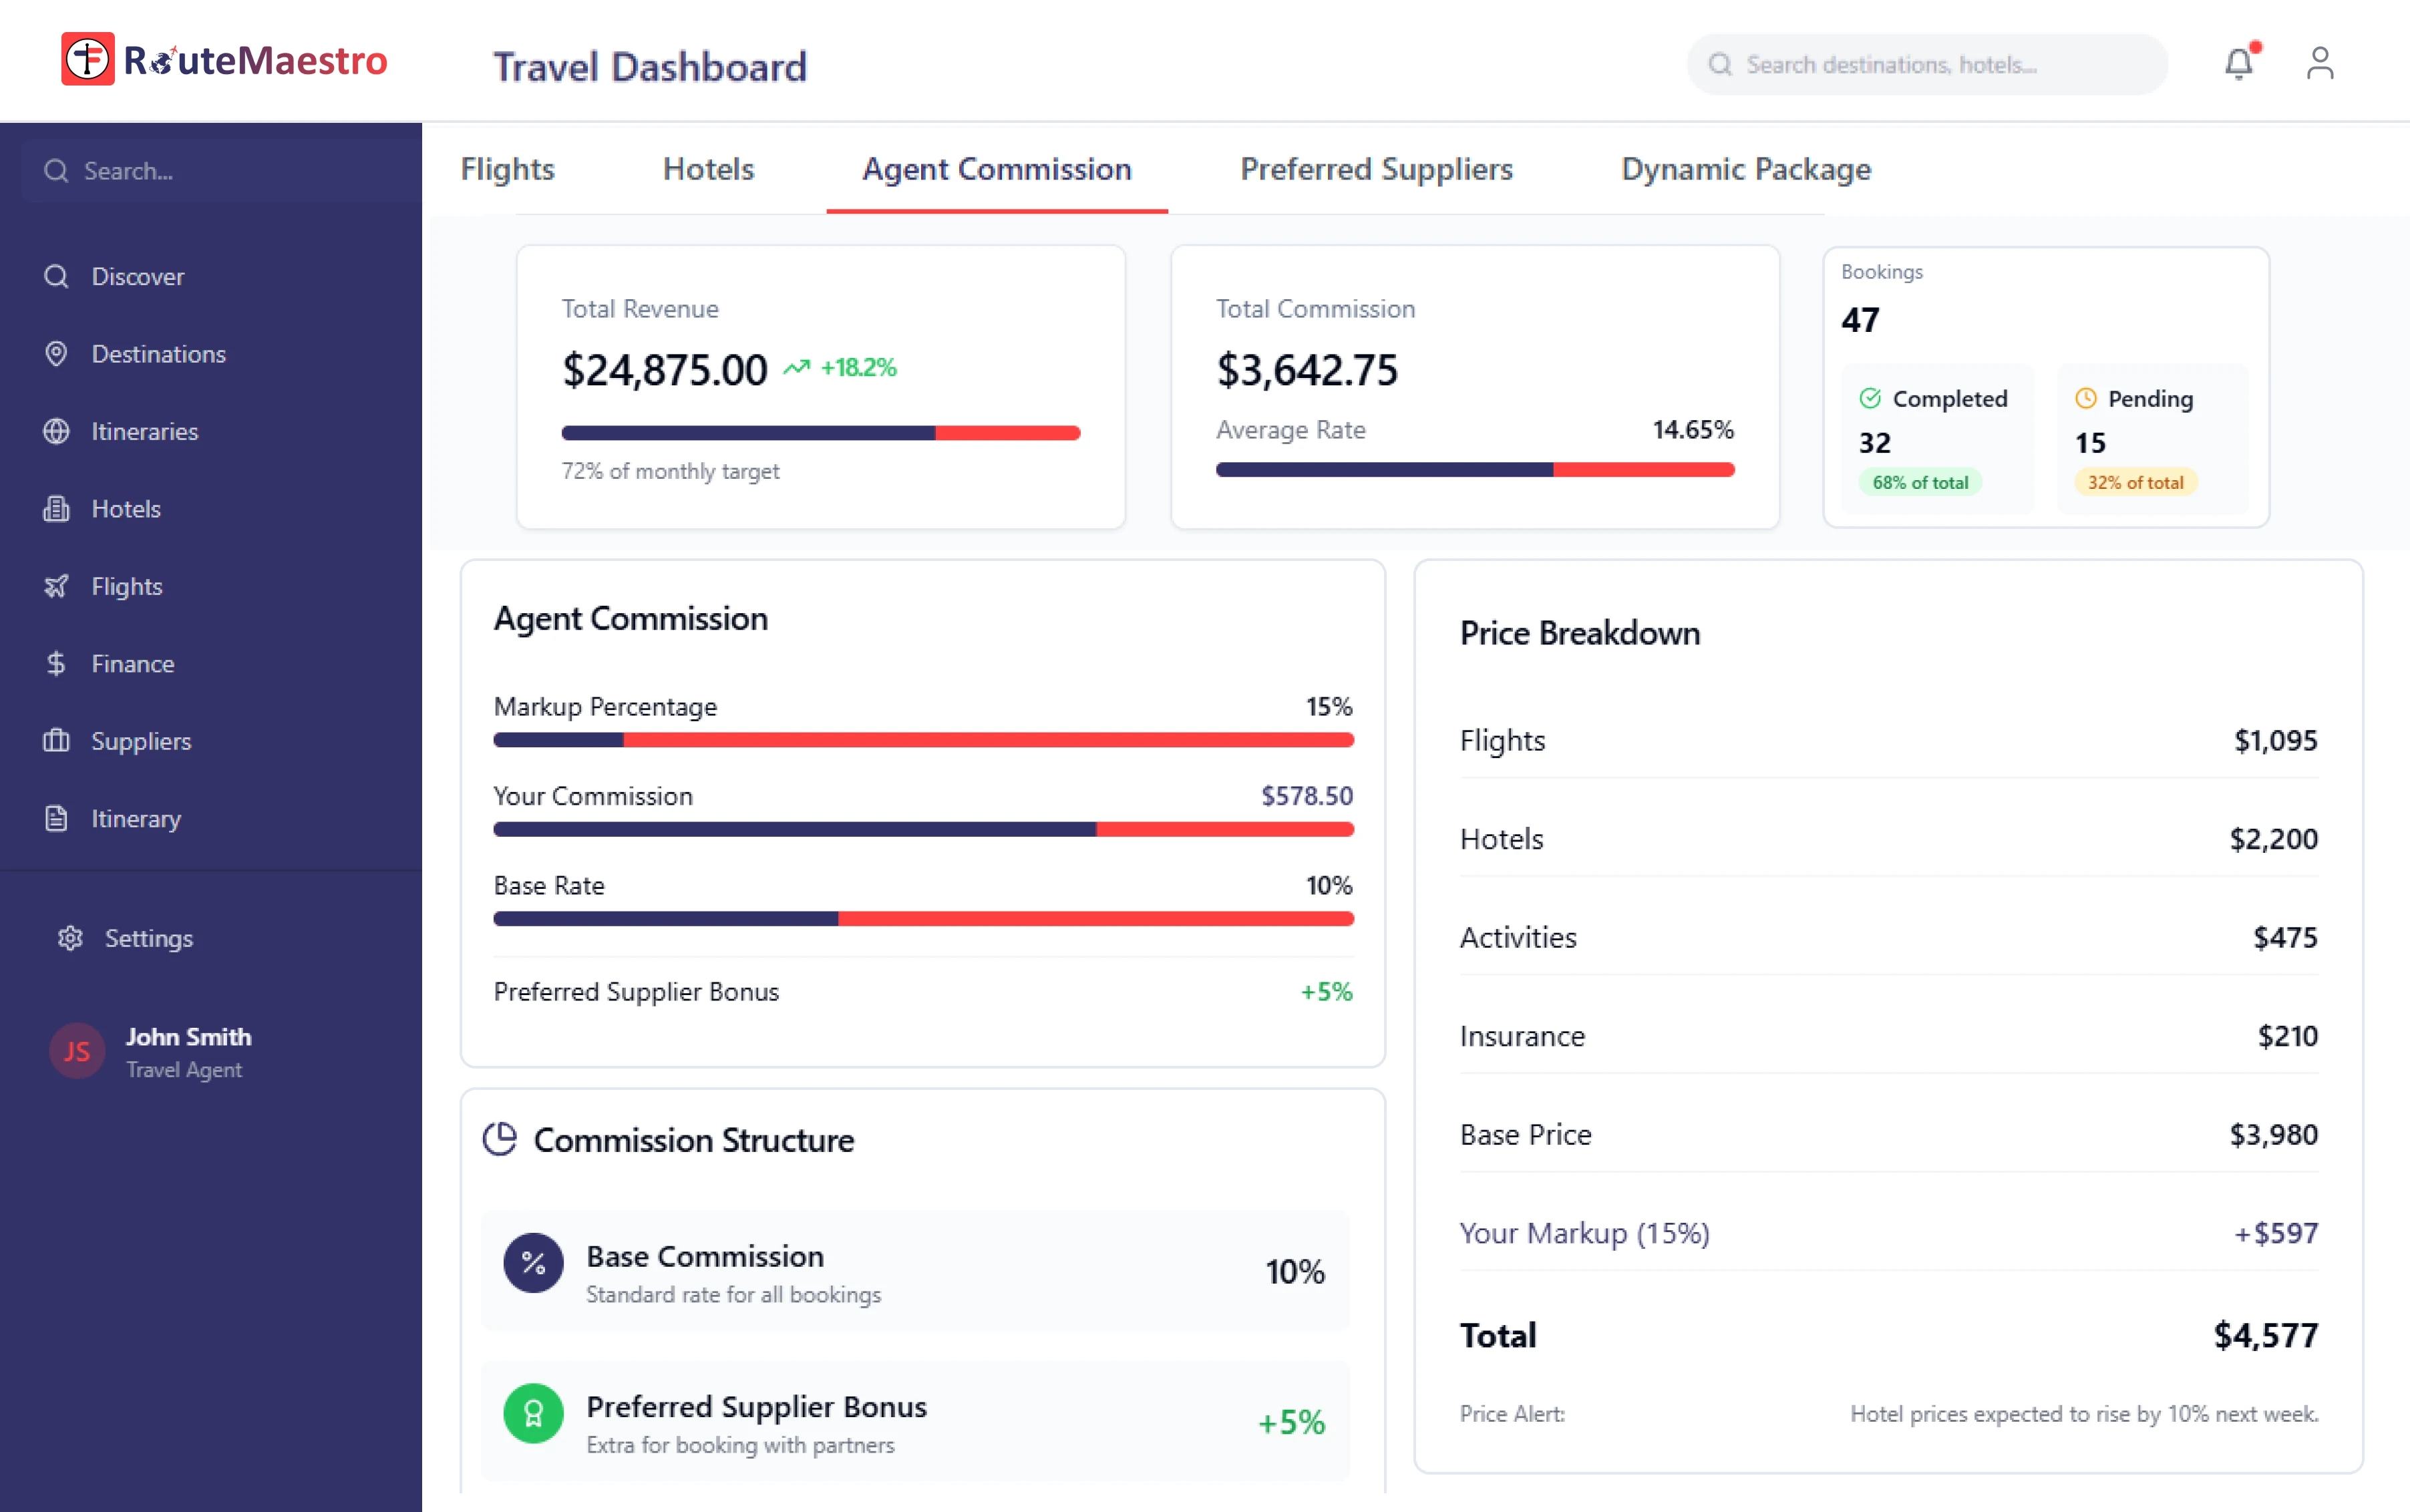 RouteMaestro
Travel Dashboard
Search destinations, hotels...
Search...
Discover
Destinations
Itineraries
Hotels
Flights
Finance
Suppliers
Itinerary
Settings
JS
John Smith
Travel Agent
Flights Hotels Agent Commission Preferred Suppliers Dynamic Package
Total Revenue
$24,875.00 +18.2%
72% of monthly target
Total Commission
$3,642.75
Average Rate 14.65%
Bookings
47
Completed
32
68% of total
Pending
15
32% of total
Agent Commission
Markup Percentage 15%
Your Commission $578.50
Base Rate 10%
Preferred Supplier Bonus +5%
Commission Structure
%
Base Commission
Standard rate for all bookings
10%
Preferred Supplier Bonus
Extra for booking with partners
+5%
Price Breakdown
Flights $1,095
Hotels $2,200
Activities $475
Insurance $210
Base Price $3,980
Your Markup (15%) +$597
Total $4,577
Price Alert: Hotel prices expected to rise by 10% next week.